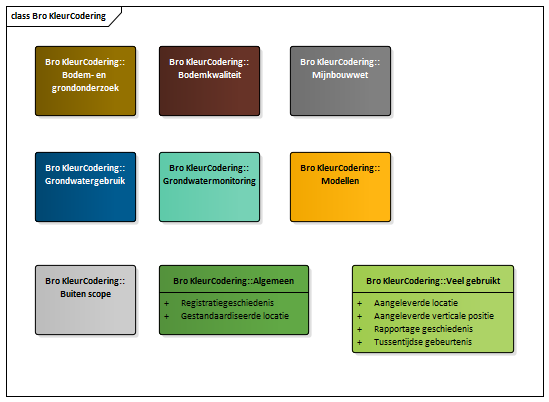 class Bro KleurCodering
Bro KleurCodering::
Bodem- en
grondonderzoek
Bro KleurCodering::
Bodemkwaliteit
Bro KleurCodering::
Mijnbouwwet
Bro KleurCodering::
Grondwatergebruik
Bro KleurCodering::
Grondwatermonitoring
Bro KleurCodering::
Modellen
Bro KleurCodering::
Buiten scope
Bro KleurCodering::Algemeen
+ Registratiegeschiedenis
+ Gestandaardiseerde locatie
Bro KleurCodering::Veel gebruikt
+ Aangeleverde locatie
+ Aangeleverde verticale positie
+ Rapportage geschiedenis
+ Tussentijdse gebeurtenis